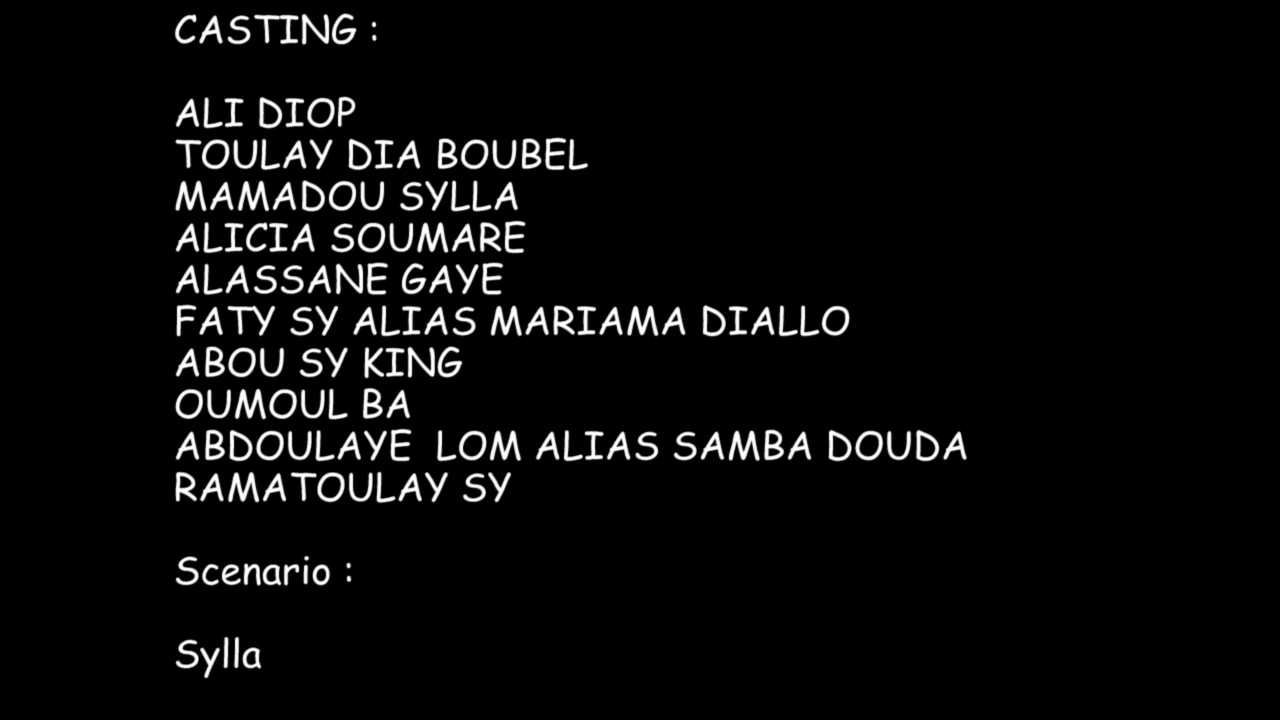 CASTING :
ALI DIOP
TOULAY DIA BOUBEL
MAMADOU SYLLA
ALICIA SOUMARE
ALASSANE GAYE
FATY SY ALIAS MARIAMA DIALLO
ABOU SY KING
OUMOUL BA
ABDOULAYE  LOM ALIAS SAMBA DOUDA
RAMATOULAY SY
Scenario :
Sylla